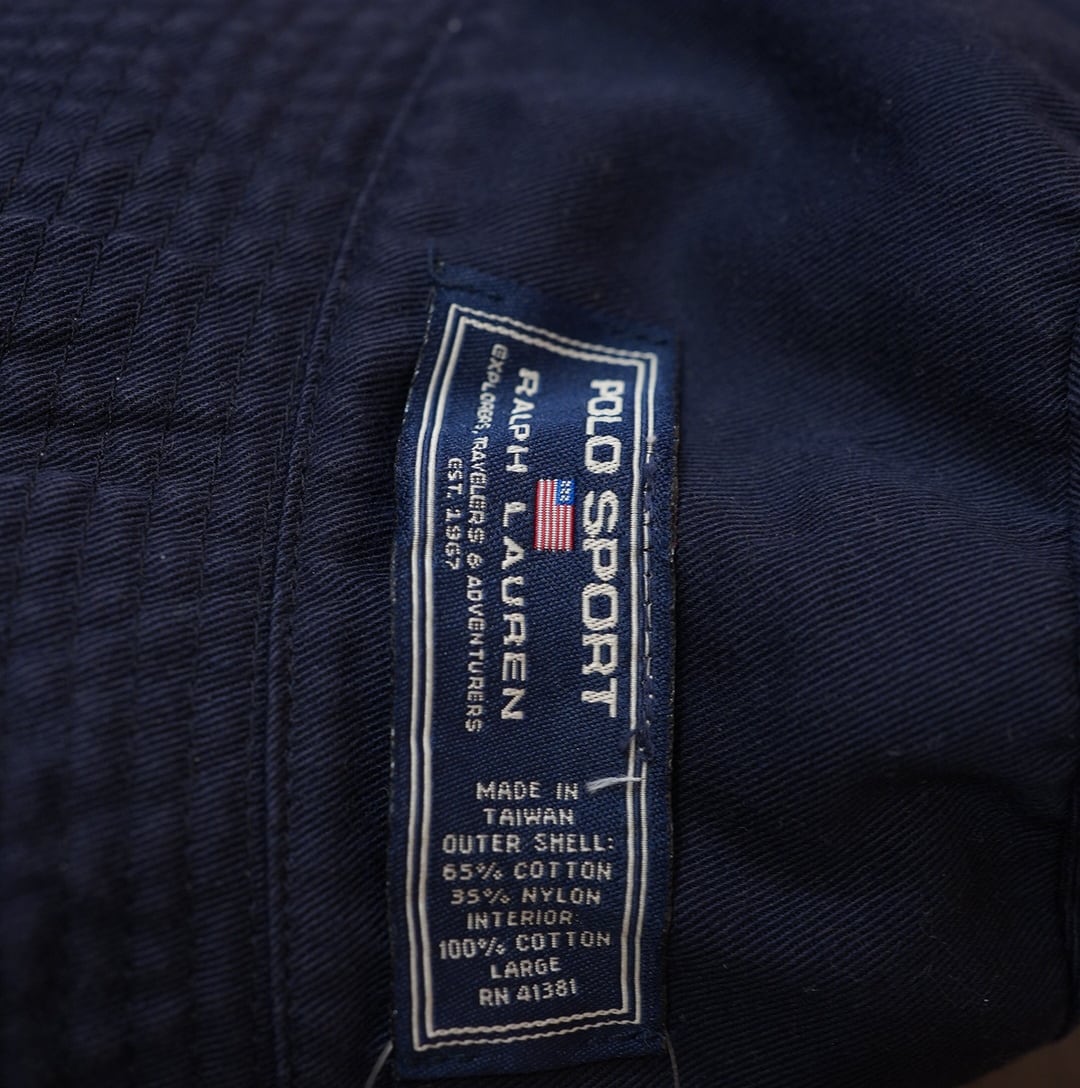 POLO SPORT
RALPH LAUREN
EXPLORERS, TRAVELERS & ADVENTURERS
EST. 1967
MADE IN
TAIWAN
OUTER SHELL:
65% COTTON
35% NYLON
INTERIOR:
100% COTTON
LARGE
RN 41381